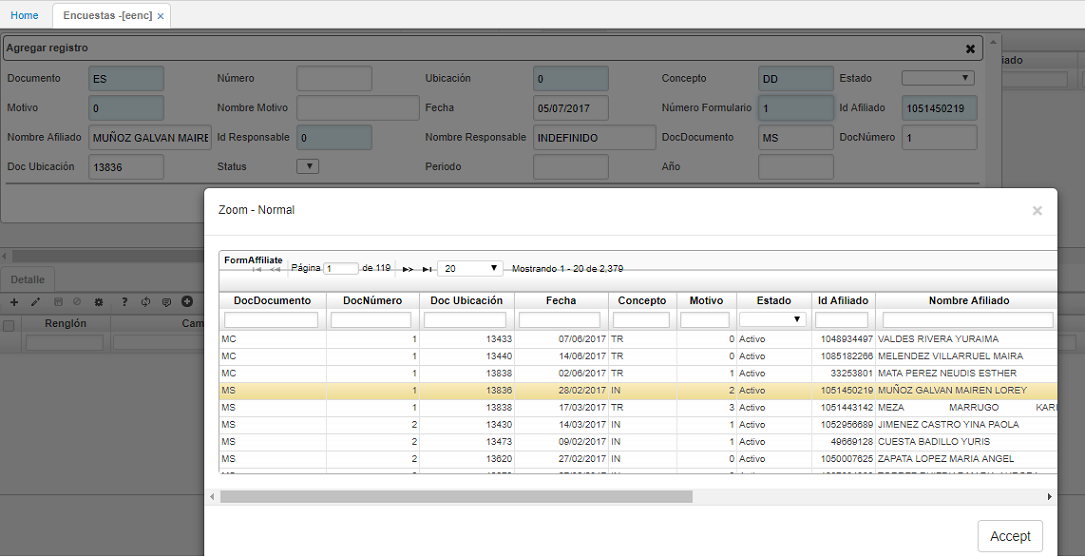 Home Encuestas -[eenc] ×
Agregar registro ✖
Documento ES Número Ubicación 0 Concepto DD Estado
Motivo 0 Nombre Motivo Fecha 05/07/2017 Número Formulario 1 Id Afiliado 1051450219
Nombre Afiliado MUÑOZ GALVAN MAIRE Id Responsable 0 Nombre Responsable INDEFINIDO DocDocumento MS DocNúmero 1
Doc Ubicación 13836 Status Periodo Año
iado
Zoom - Normal ×
FormAffiliate
Página 1 de 119 20 Mostrando 1 - 20 de 2,379
DocDocumento DocNúmero Doc Ubicación Fecha Concepto Motivo Estado Id Afiliado Nombre Afiliado
MC 1 13433 07/06/2017 TR 0 Activo 1048934497 VALDES RIVERA YURAIMA
MC 1 13440 14/06/2017 TR 0 Activo 1085182266 MELENDEZ VILLARRUEL MAIRA
MC 1 13838 02/06/2017 TR 1 Activo 33253801 MATA PEREZ NEUDIS ESTHER
MS 1 13836 28/02/2017 IN 2 Activo 1051450219 MUÑOZ GALVAN MAIREN LOREY
MS 1 13838 17/03/2017 TR 3 Activo 1051443142 MEZA MARRUGO KARI
MS 2 13430 14/03/2017 IN 1 Activo 1052956689 JIMENEZ CASTRO YINA PAOLA
MS 2 13473 09/02/2017 IN 1 Activo 49669128 CUESTA BADILLO YURIS
MS 2 13620 27/02/2017 IN 0 Activo 1050007625 ZAPATA LOPEZ MARIA ANGEL
Accept
Detalle
Renglón Cam